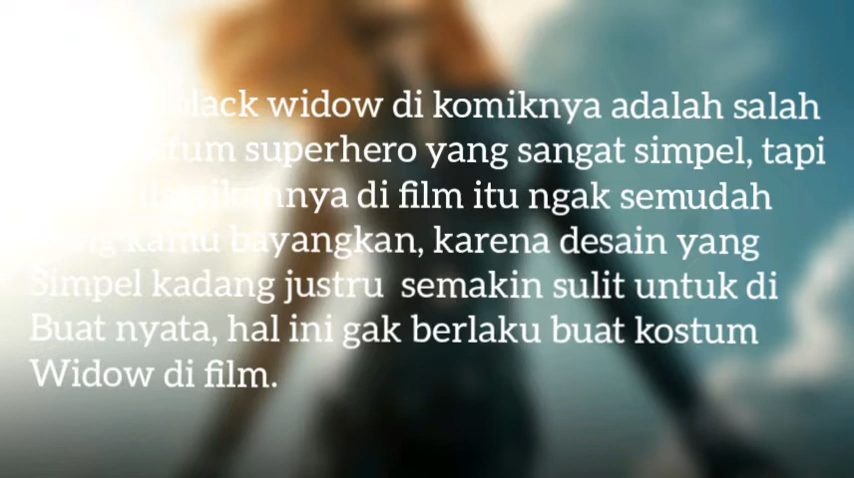 black widow di komiknya adalah salah
superhero yang sangat simpel, tapi
di film itu ngak semudah
yang kamu bayangkan, karena desain yang
Simpel kadang justru semakin sulit untuk di
Buat nyata, hal ini gak berlaku buat kostum
Widow di film.